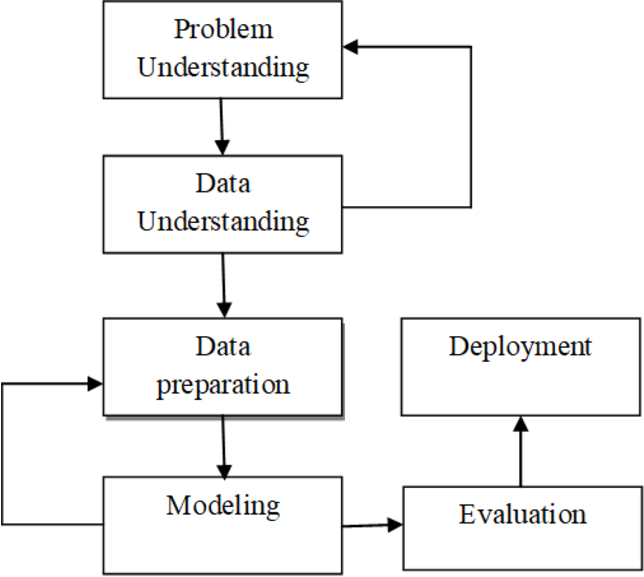 Problem
Understanding
Data
Understanding
Data
preparation
Deployment
Modeling
Evaluation